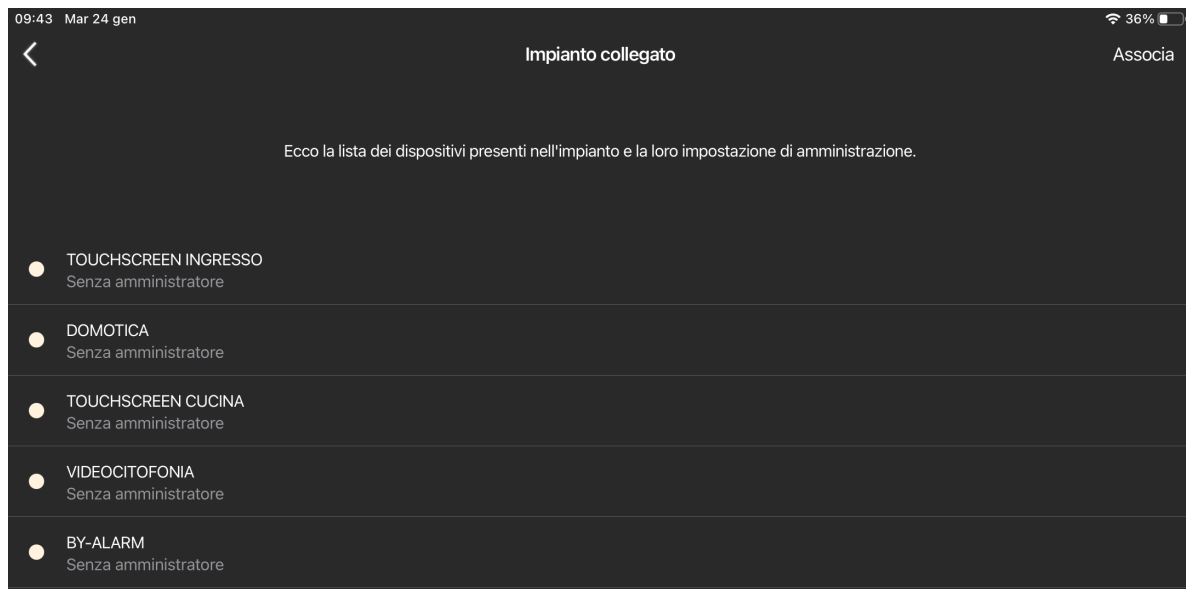 09:43 Mar 24 gen 36%
Impianto collegato Associa
Ecco la lista dei dispositivi presenti nell'impianto e la loro impostazione di amministrazione.
TOUCHSCREEN INGRESSO
Senza amministratore
DOMOTICA
Senza amministratore
TOUCHSCREEN CUCINA
Senza amministratore
VIDEOCITOFONIA
Senza amministratore
BY-ALARM
Senza amministratore